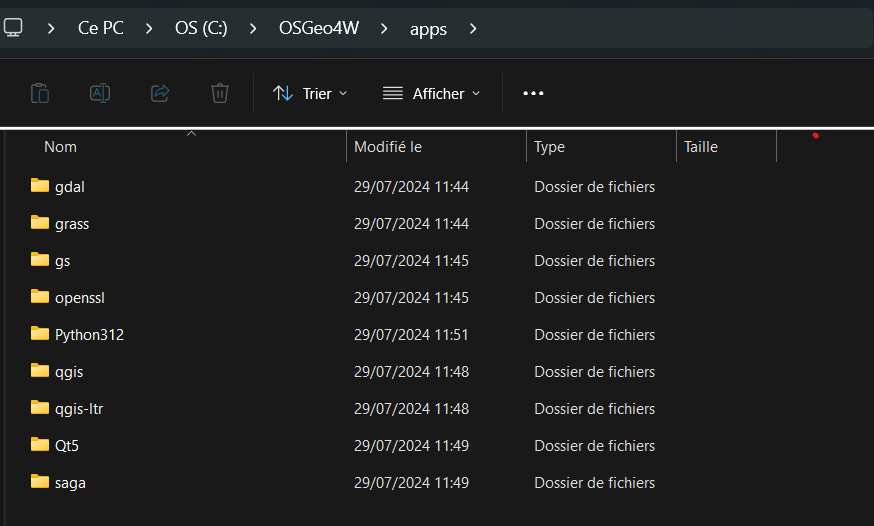 Ce PC > OS (C:) > OSGeo4W > apps >
Trier Afficher
Nom Modifié le Type Taille
gdal 29/07/2024 11:44 Dossier de fichiers
grass 29/07/2024 11:44 Dossier de fichiers
gs 29/07/2024 11:45 Dossier de fichiers
openssl 29/07/2024 11:45 Dossier de fichiers
Python312 29/07/2024 11:51 Dossier de fichiers
qgis 29/07/2024 11:48 Dossier de fichiers
qgis-ltr 29/07/2024 11:48 Dossier de fichiers
Qt5 29/07/2024 11:49 Dossier de fichiers
saga 29/07/2024 11:49 Dossier de fichiers